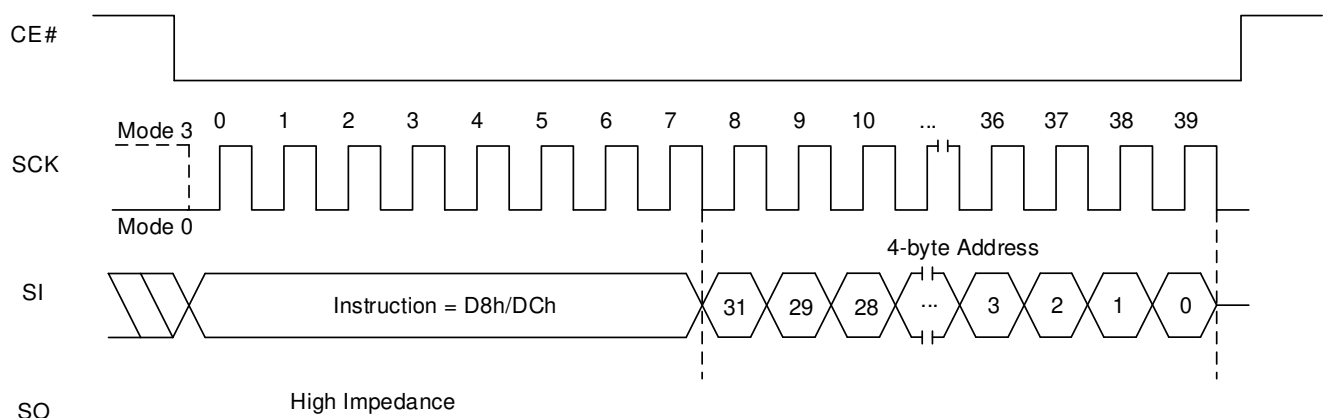 CE#
Mode 3
0 1 2 3 4 5 6 7 8 9 10 ... 36 37 38 39
SCK
Mode 0
4-byte Address
SI
Instruction = D8h/DCh
31 29 28 ... 3 2 1 0
High Impedance
SO